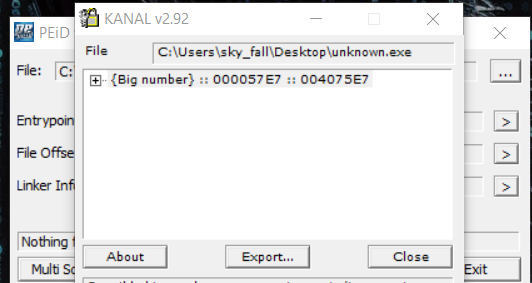 KANAL v2.92
PEiD
File C:\Users\sky_fall\Desktop\unknown.exe
File: C:
...
{Big number} :: 000057E7 :: 004075E7
Entrypoin >
File Offse >
Linker Inf >
Nothing f
About Export... Close
Multi Sc Exit